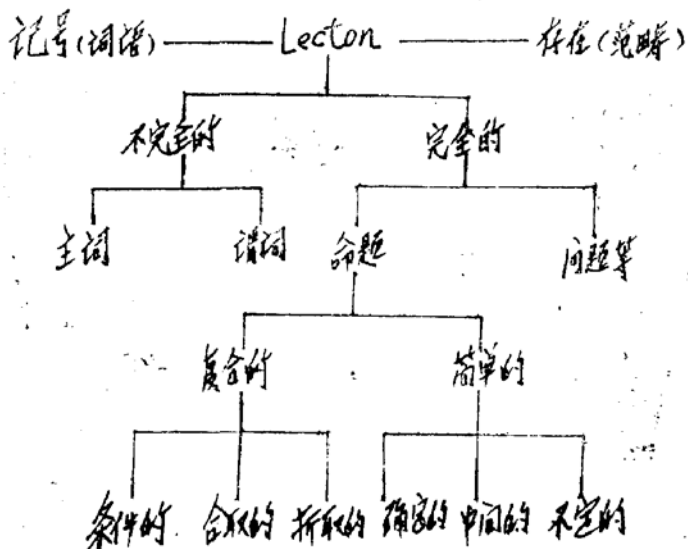 记号(词语) Lecton 存在(范畴)
不完全的 完全的
主词 谓词 命题 问题等
复合的 简单的
条件的 合取的 析取的 确定的 中间的 不定的